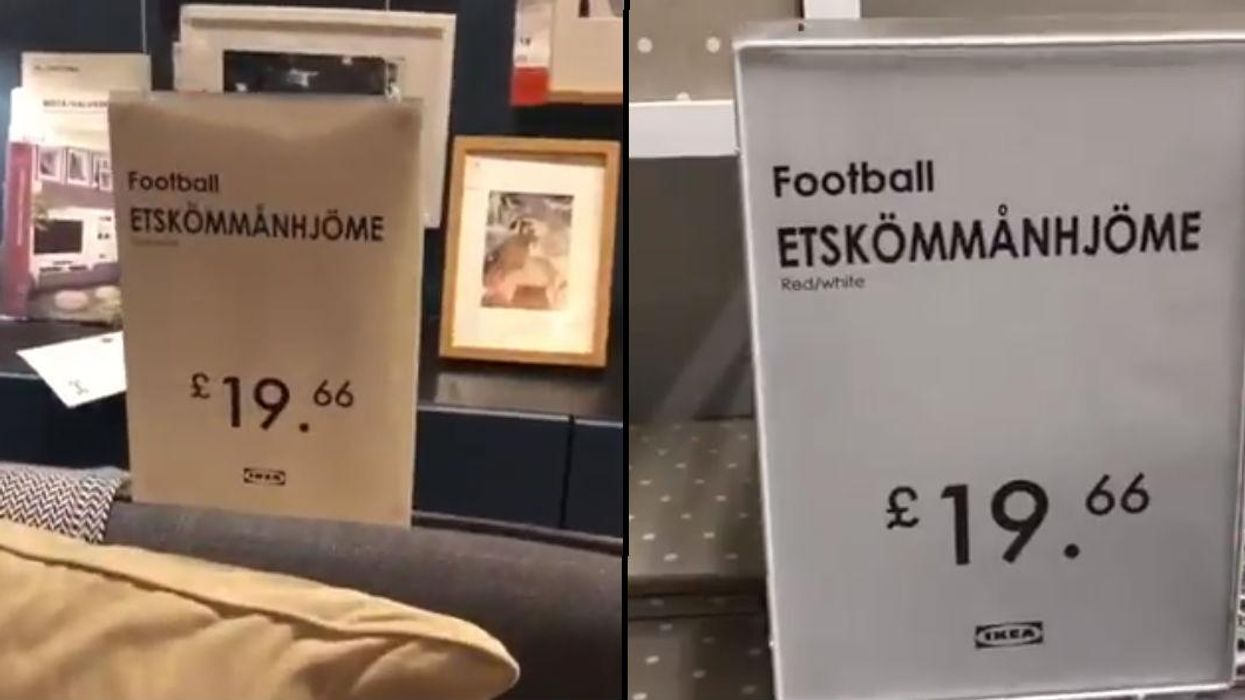 Football
ETSKÖMMÅNHJÖME
£19.66
IKEA
Football
ETSKÖMMÅNHJÖME
Red/white
£19.66
IKEA